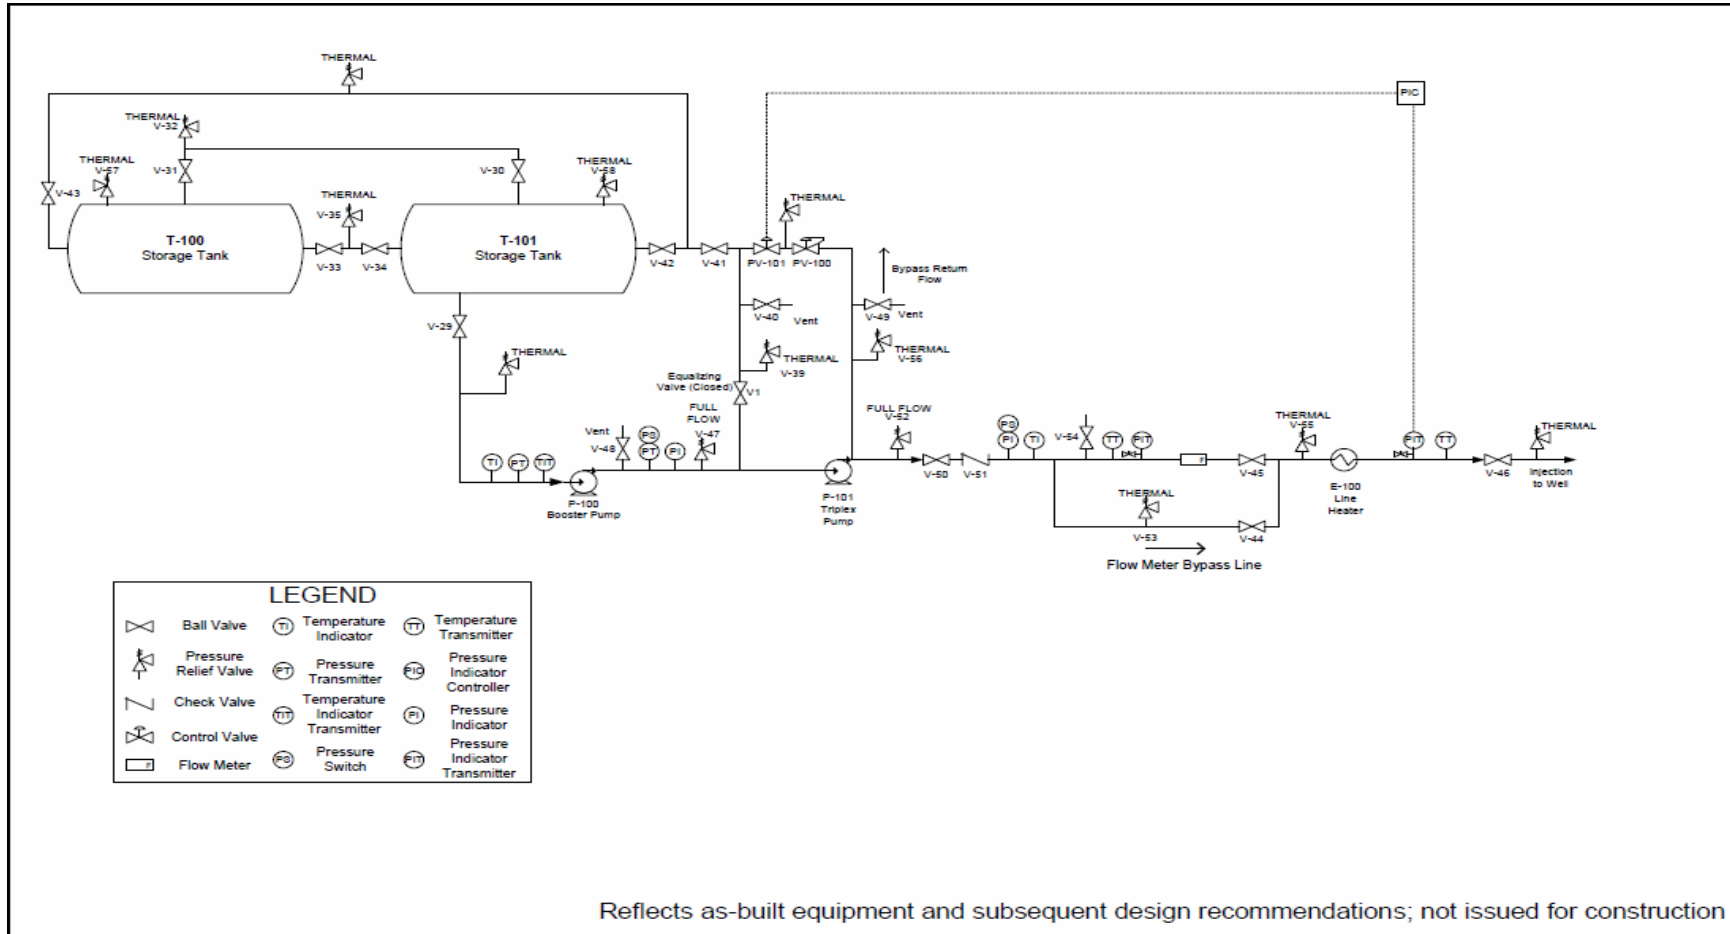 THERMAL
PIC
THERMAL
V-32
THERMAL
V-57
V-31
V-30
THERMAL
V-58
V-43
THERMAL
V-35
THERMAL
T-100
Storage Tank
T-101
Storage Tank
V-33
V-34
V-42
V-41
PV-101
PV-100
Bypass Return
Flow
V-40
Vent
V-49
Vent
V-29
THERMAL
THERMAL
V-39
THERMAL
V-56
Equalizing
Valve (Closed)
V1
FULL
FLOW
V-47
Vent
V-48
PS
PT
PI
FULL FLOW
V-52
PS
PI
TI
V-54
TT
PIT
THERMAL
V-55
PIT
TT
THERMAL
TI
PT
TIT
P-100
Booster Pump
P-101
Triplex
Pump
V-50
V-51
F
V-45
E-100
Line
Heater
V-46
Injection
to Well
THERMAL
V-53
V-44
Flow Meter Bypass Line
LEGEND
Ball Valve
TI
Temperature
Indicator
TT
Temperature
Transmitter
Pressure
Relief Valve
PT
Pressure
Transmitter
PIC
Pressure
Indicator
Controller
Check Valve
TIT
Temperature
Indicator
Transmitter
PI
Pressure
Indicator
Control Valve
Flow Meter
F
PS
Pressure
Switch
PIT
Pressure
Indicator
Transmitter
Reflects as-built equipment and subsequent design recommendations; not issued for construction